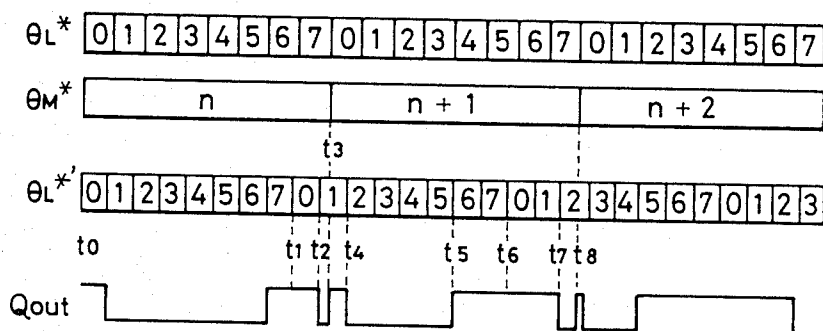 θL* 0 1 2 3 4 5 6 7 0 1 2 3 4 5 6 7 0 1 2 3 4 5 6 7
θM* n n + 1 n + 2
t3
θL*' 0 1 2 3 4 5 6 7 0 1 2 3 4 5 6 7 0 1 2 3 4 5 6 7 0 1 2 3
t0 t1 t2 t4 t5 t6 t7 t8
Qout